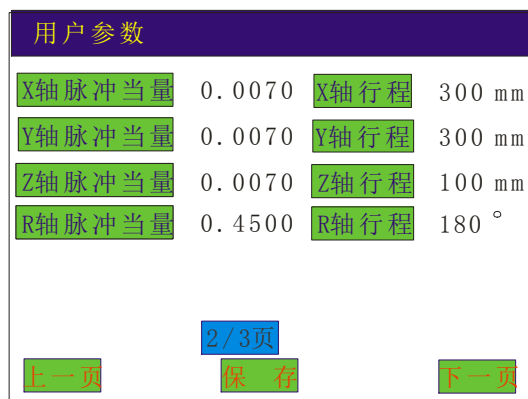 用户参数
X轴脉冲当量 0.0070 X轴行程 300 mm
Y轴脉冲当量 0.0070 Y轴行程 300 mm
Z轴脉冲当量 0.0070 Z轴行程 100 mm
R轴脉冲当量 0.4500 R轴行程 180 °
2/3页
上一页 保 存 下一页